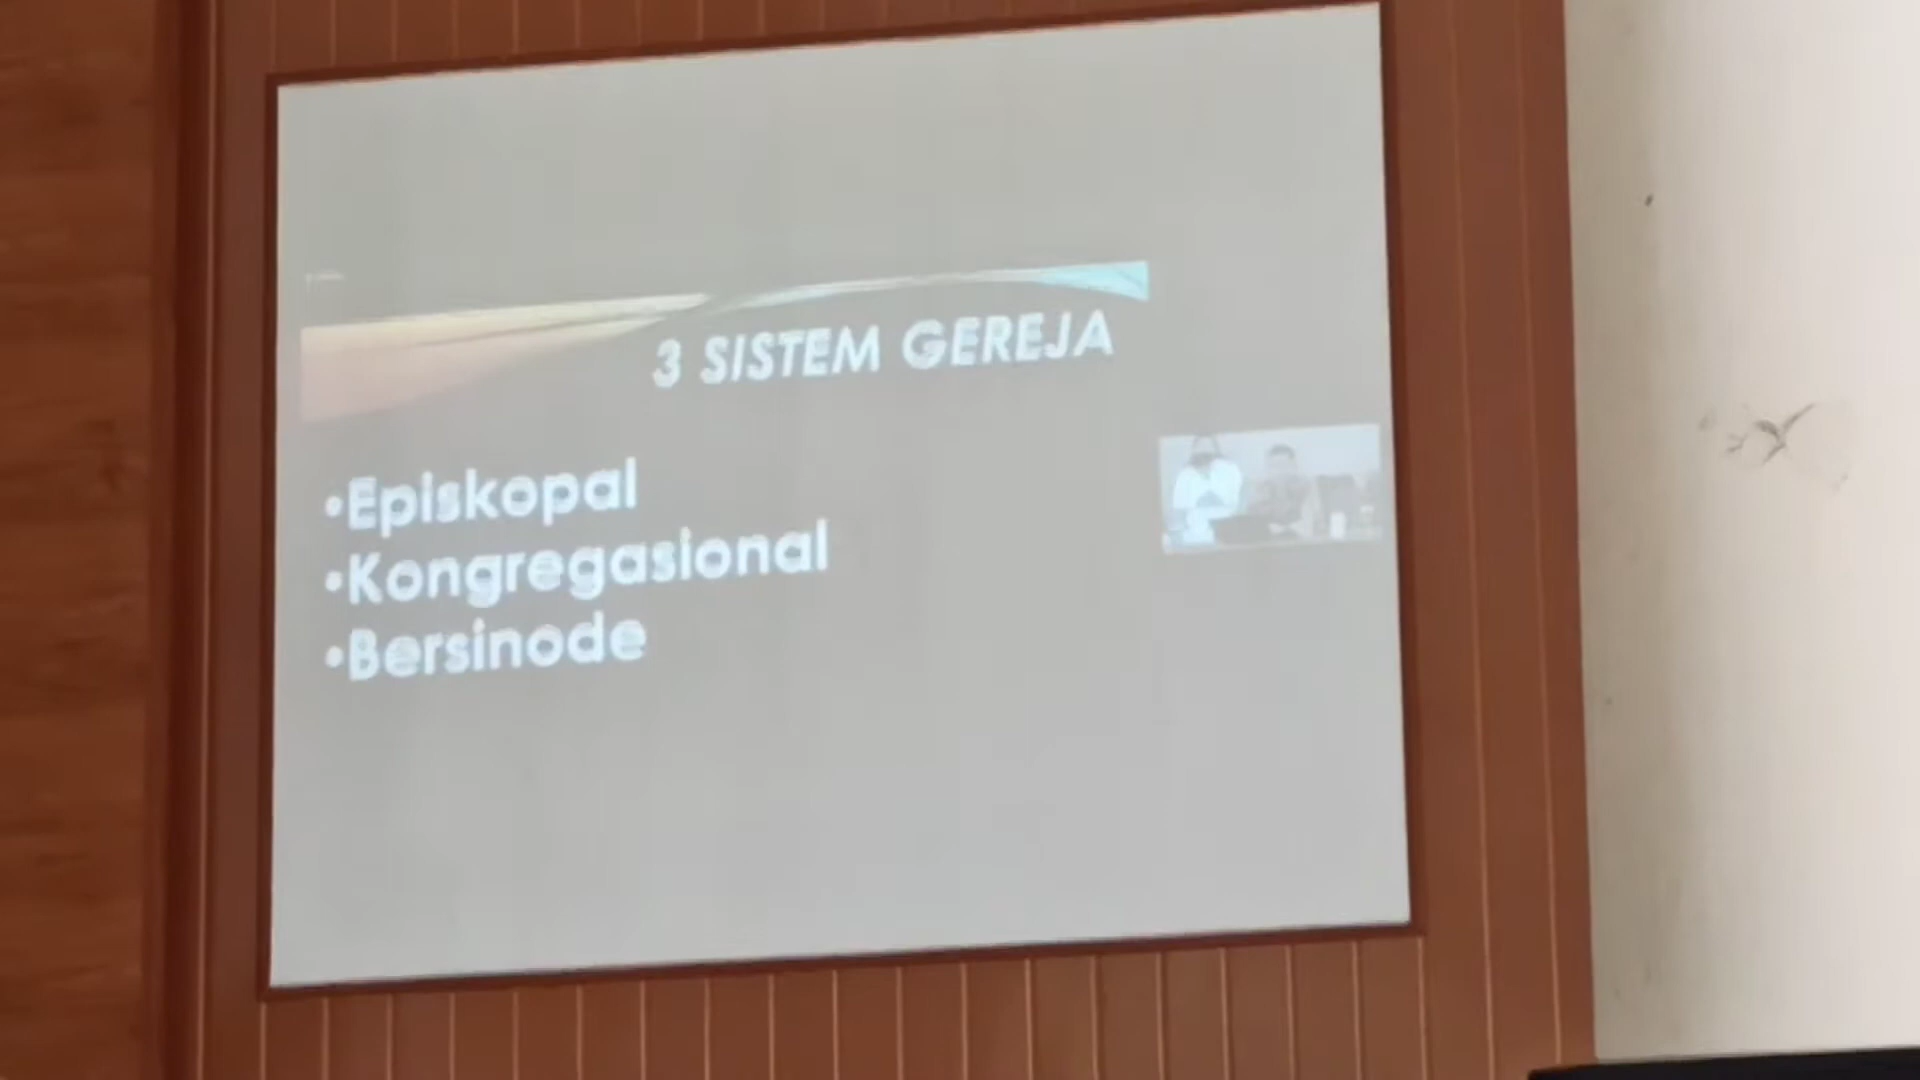 3 SISTEM GEREJA
•Episkopal
•Kongregasional
•Bersinode